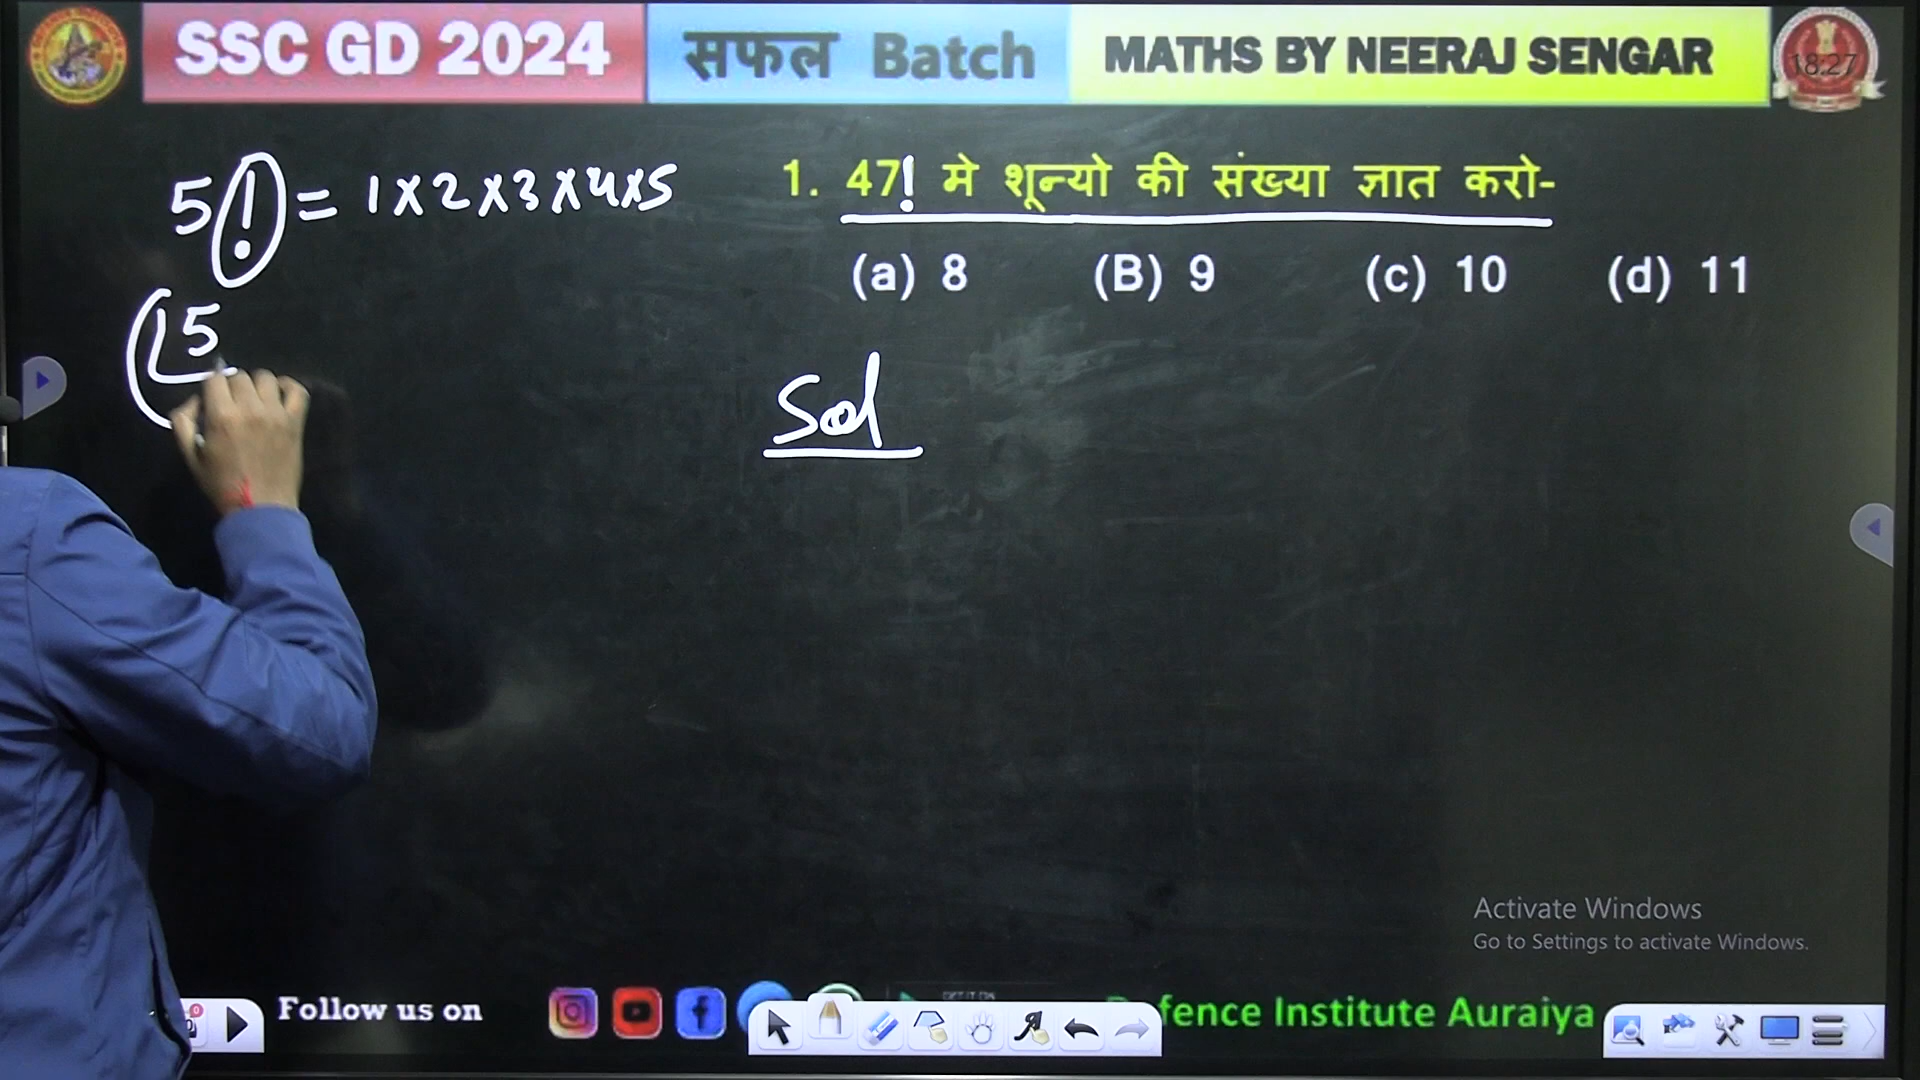 SSC GD 2024 सफल Batch MATHS BY NEERAJ SENGAR
18:27
5! = 1×2×3×4×5
⌊5
1. 47! मे शून्यो की संख्या ज्ञात करो-
(a) 8 (B) 9 (c) 10 (d) 11
Sol
Activate Windows
Go to Settings to activate Windows.
Follow us on
fence Institute Auraiya